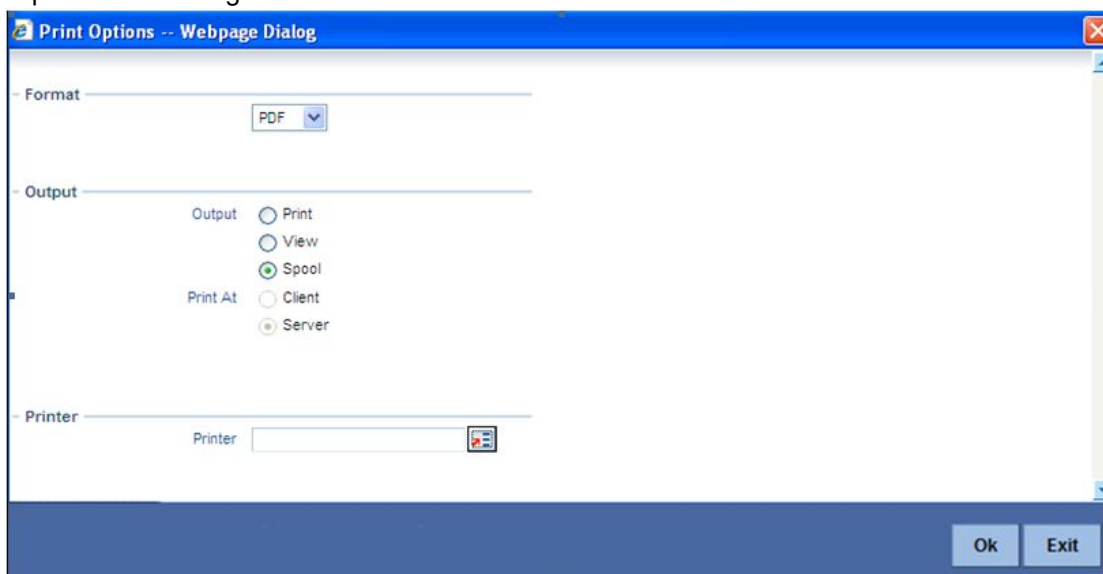 Print Options -- Webpage Dialog
Format
PDF
Output
Output Print
View
Spool
Print At Client
Server
Printer
Printer
Ok Exit